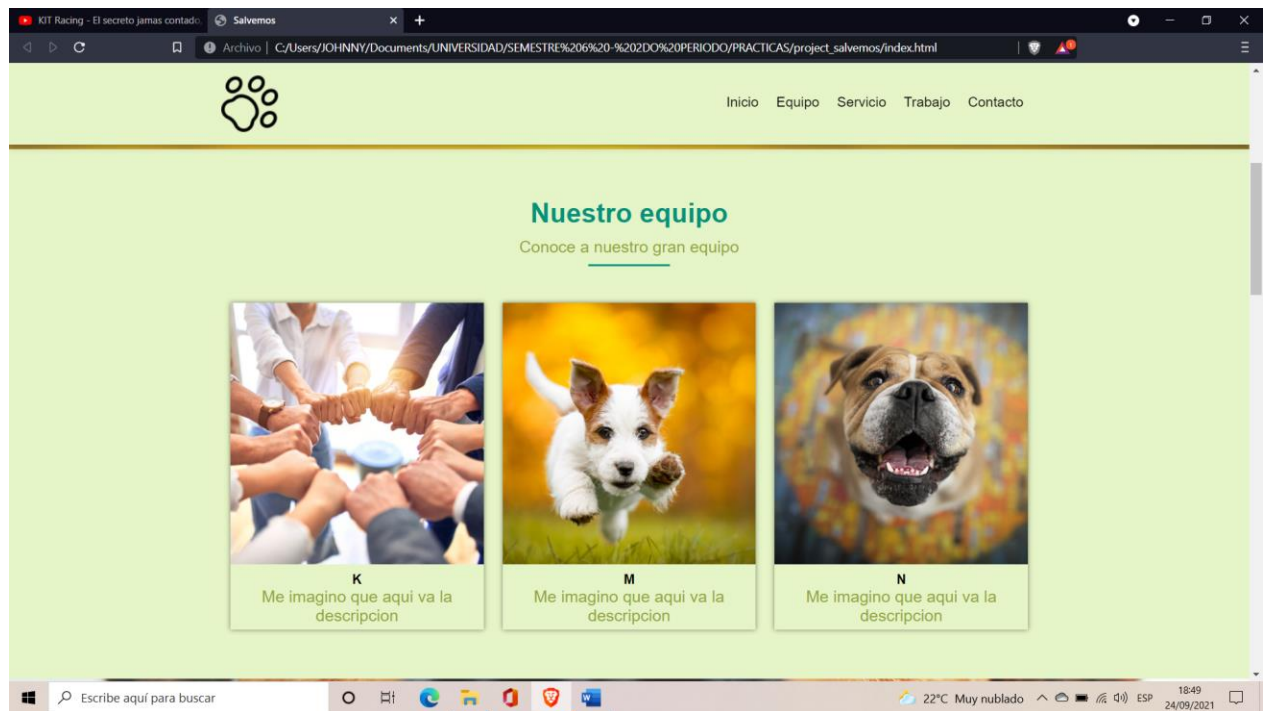 KIT Racing - El secreto jamas contado,
Salvemos
Archivo | C:/Users/JOHNNY/Documents/UNIVERSIDAD/SEMESTRE%206%20-%202DO%20PERIODO/PRACTICAS/project_salvemos/index.html
Inicio Equipo Servicio Trabajo Contacto
Nuestro equipo
Conoce a nuestro gran equipo
K
Me imagino que aqui va la
descripcion
M
Me imagino que aqui va la
descripcion
N
Me imagino que aqui va la
descripcion
Escribe aquí para buscar
22°C Muy nublado
ESP
18:49
24/09/2021